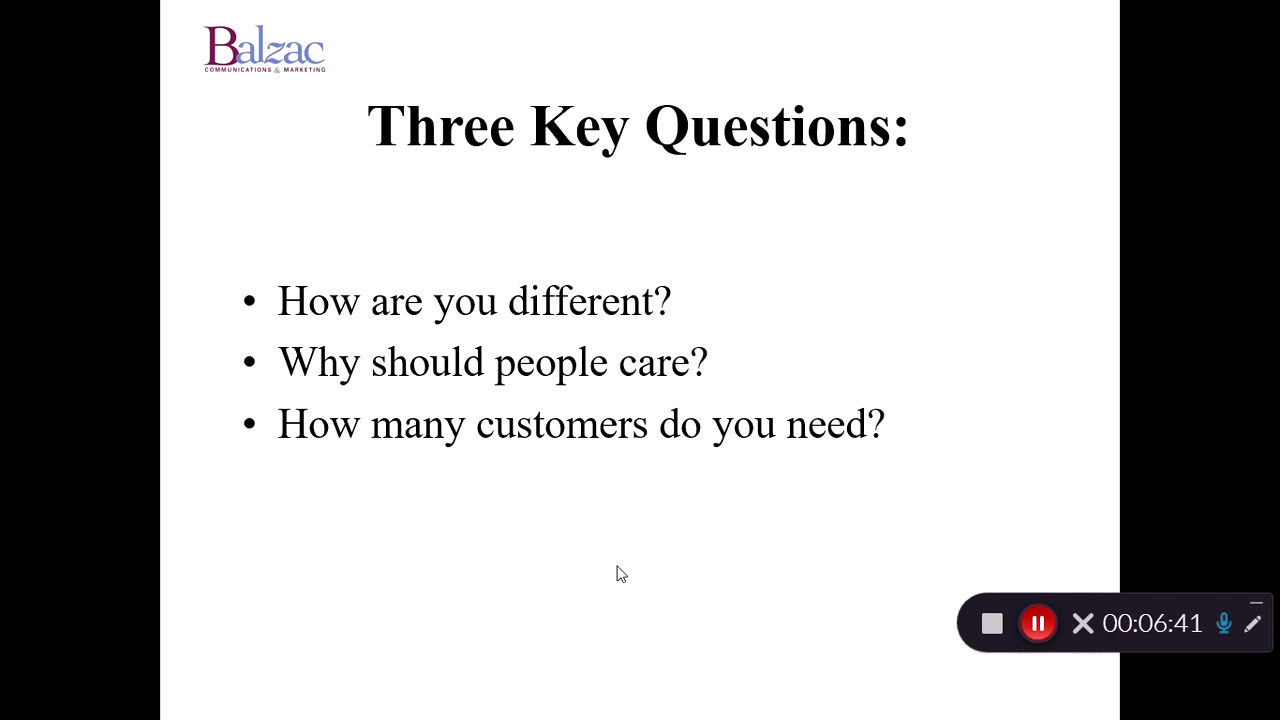 Balzac
COMMUNICATIONS & MARKETING
Three Key Questions:
• How are you different?
• Why should people care?
• How many customers do you need?
00:06:41